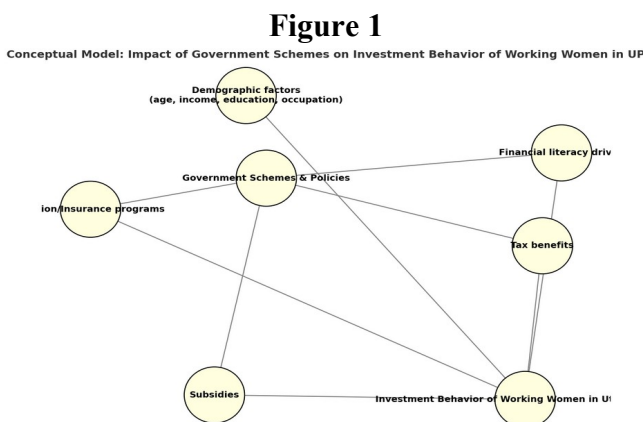 Figure 1
Conceptual Model: Impact of Government Schemes on Investment Behavior of Working Women in UP
Demographic factors
(age, income, education, occupation)
Financial literacy driv
Government Schemes & Policies
ion/Insurance programs
Tax benefits
Subsidies
Investment Behavior of Working Women in Ut